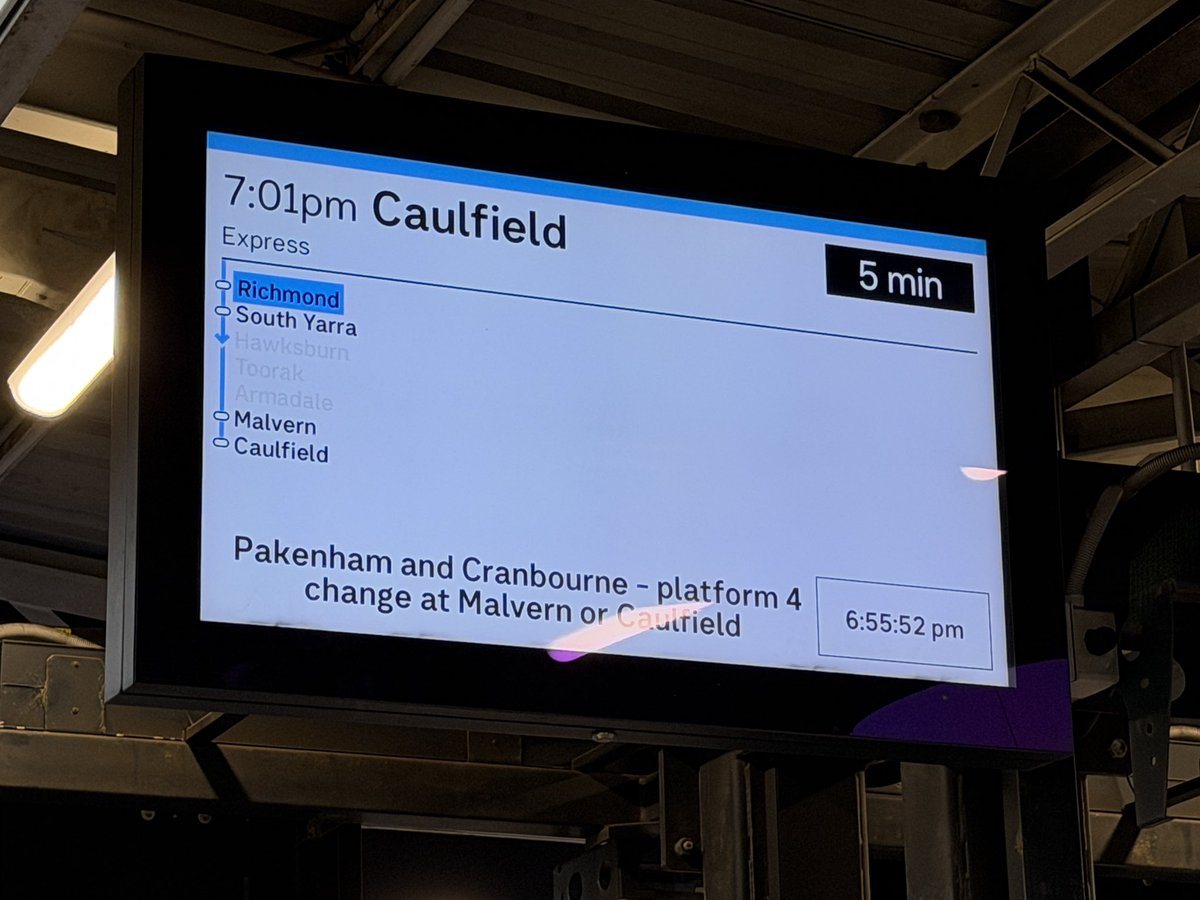 7:01pm Caulfield
5 min
Express
Richmond
South Yarra
Hawksburn
Toorak
Armadale
Malvern
Caulfield
Pakenham and Cranbourne – platform 4
change at Malvern or Caulfield
6:55:52 pm